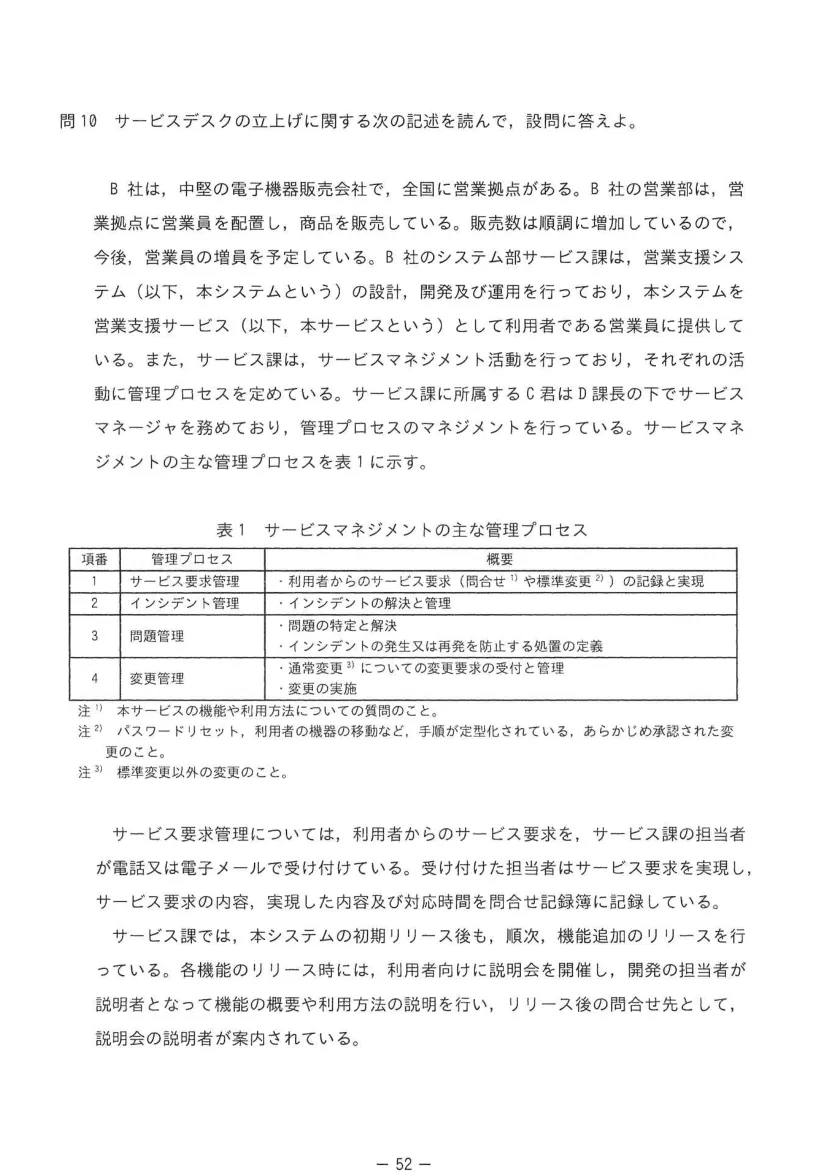 問10　サービスデスクの立上げに関する次の記述を読んで，設問に答えよ。
B 社は，中堅の電子機器販売会社で，全国に営業拠点がある。B 社の営業部は，営
業拠点に営業員を配置し，商品を販売している。販売数は順調に増加しているので，
今後，営業員の増員を予定している。B 社のシステム部サービス課は，営業支援シス
テム（以下，本システムという）の設計，開発及び運用を行っており，本システムを
営業支援サービス（以下，本サービスという）として利用者である営業員に提供して
いる。また，サービス課は，サービスマネジメント活動を行っており，それぞれの活
動に管理プロセスを定めている。サービス課に所属する C 君は D 課長の下でサービス
マネージャを務めており，管理プロセスのマネジメントを行っている。サービスマネ
ジメントの主な管理プロセスを表 1 に示す。
表 1　サービスマネジメントの主な管理プロセス
項番　管理プロセス　概要
1　サービス要求管理　・利用者からのサービス要求（問合せ 1) や標準変更 2)）の記録と実現
2　インシデント管理　・インシデントの解決と管理
3　問題管理　・問題の特定と解決
・インシデントの発生又は再発を防止する処置の定義
4　変更管理　・通常変更 3) についての変更要求の受付と管理
・変更の実施
注 1)　本サービスの機能や利用方法についての質問のこと。
注 2)　パスワードリセット，利用者の機器の移動など，手順が定型化されている，あらかじめ承認された変
更のこと。
注 3)　標準変更以外の変更のこと。
サービス要求管理については，利用者からのサービス要求を，サービス課の担当者
が電話又は電子メールで受け付けている。受け付けた担当者はサービス要求を実現し，
サービス要求の内容，実現した内容及び対応時間を問合せ記録簿に記録している。
サービス課では，本システムの初期リリース後も，順次，機能追加のリリースを行
っている。各機能のリリース時には，利用者向けに説明会を開催し，開発の担当者が
説明者となって機能の概要や利用方法の説明を行い，リリース後の問合せ先として，
説明会の説明者が案内されている。
― 52 ―